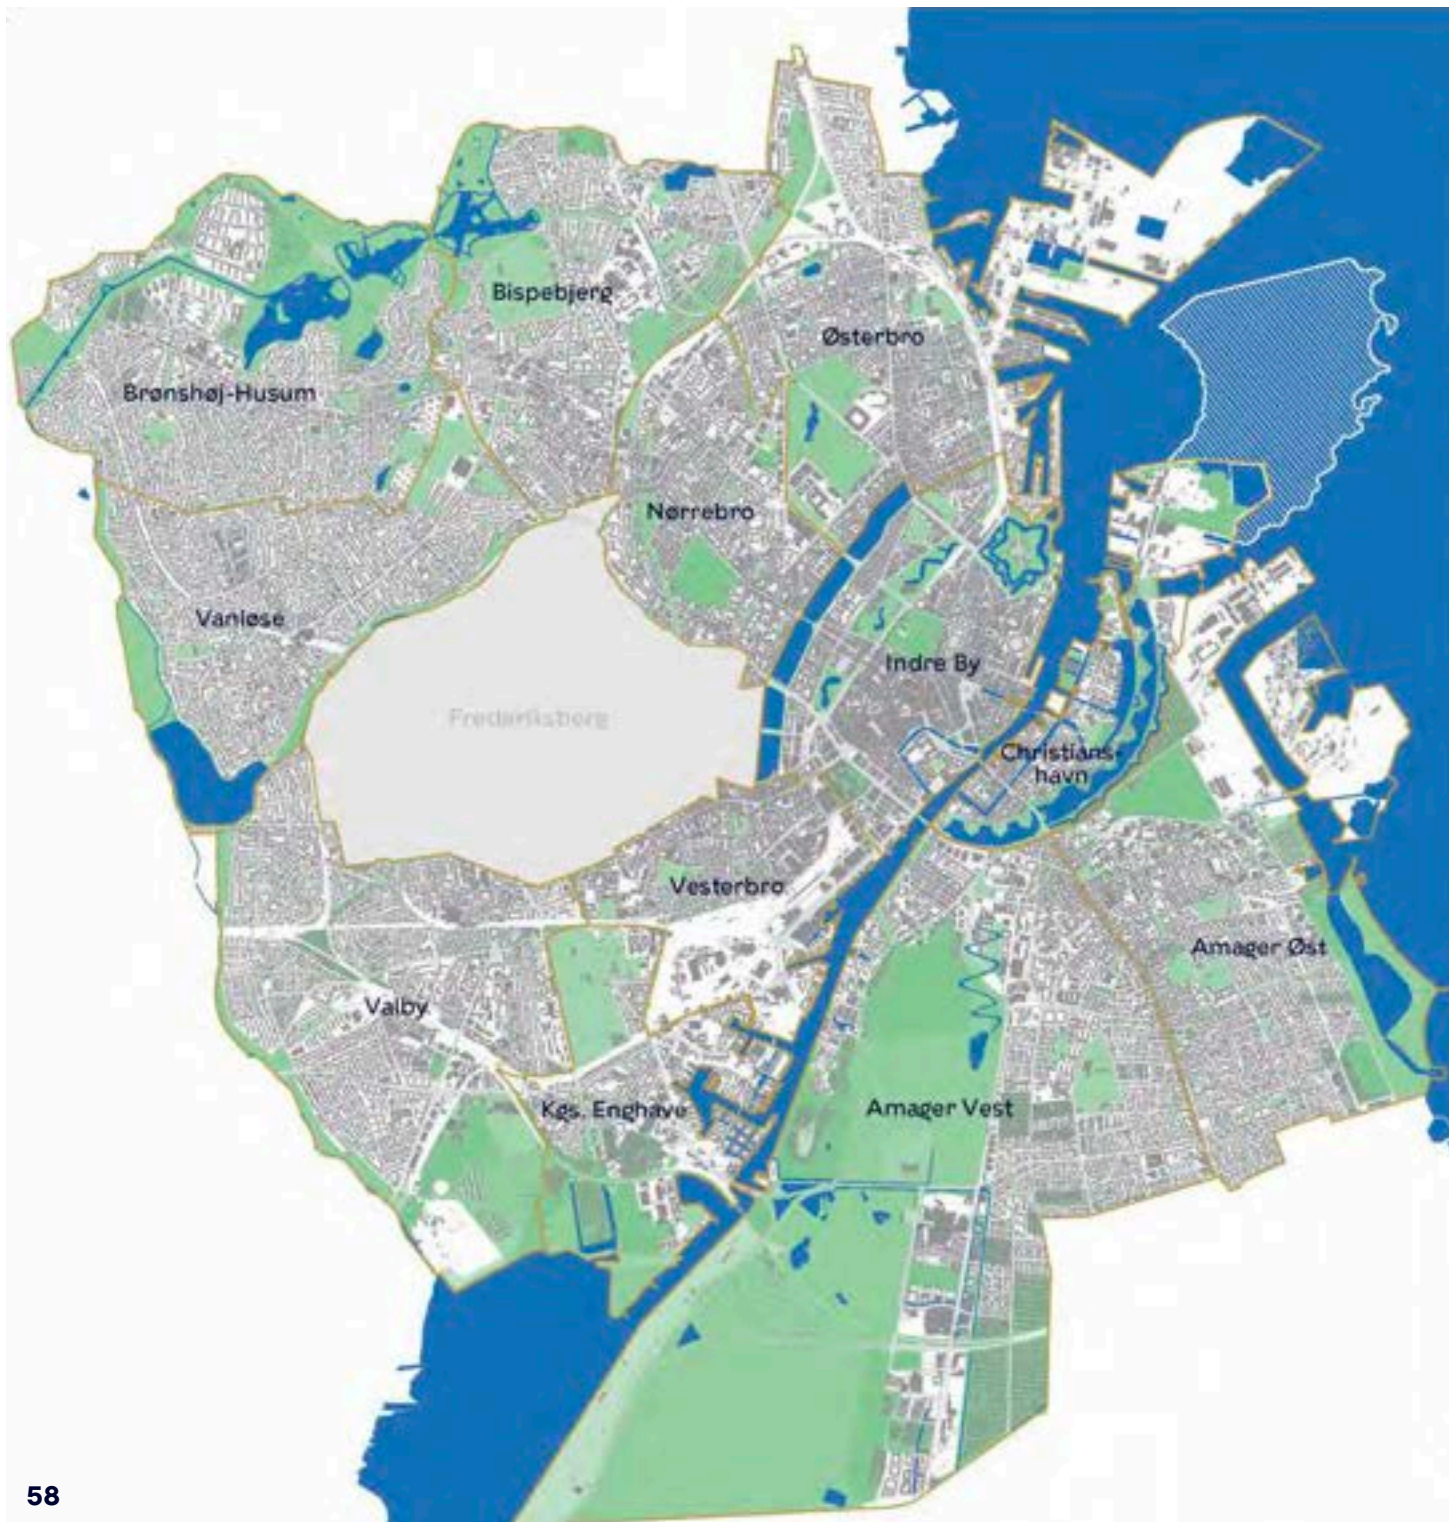 Bispebjerg
Østerbro
Brønshøj-Husum
Nørrebro
Vanløse
Indre By
Frederiksberg
Christians-
havn
Vesterbro
Amager Øst
Valby
Kgs. Enghave
Amager Vest
58